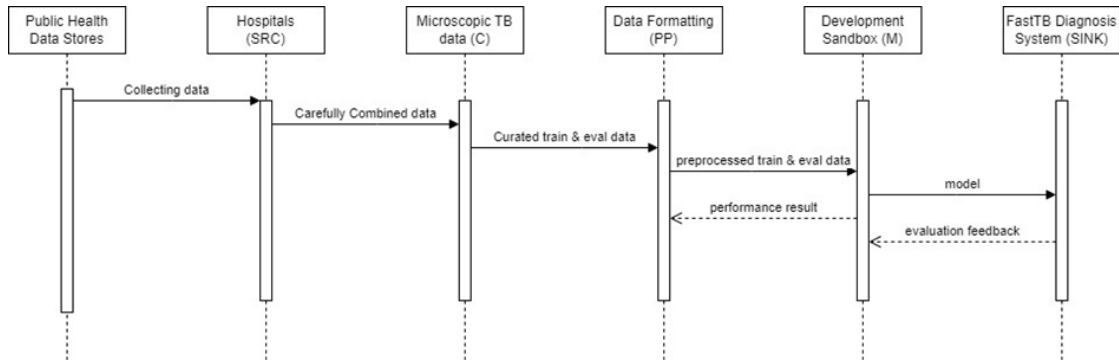 Public Health
Data Stores
Hospitals
(SRC)
Microscopic TB
data (C)
Data Formatting
(PP)
Development
Sandbox (M)
FastTB Diagnosis
System (SINK)
Collecting data
Carefully Combined data
Curated train & eval data
preprocessed train & eval data
model
performance result
evaluation feedback